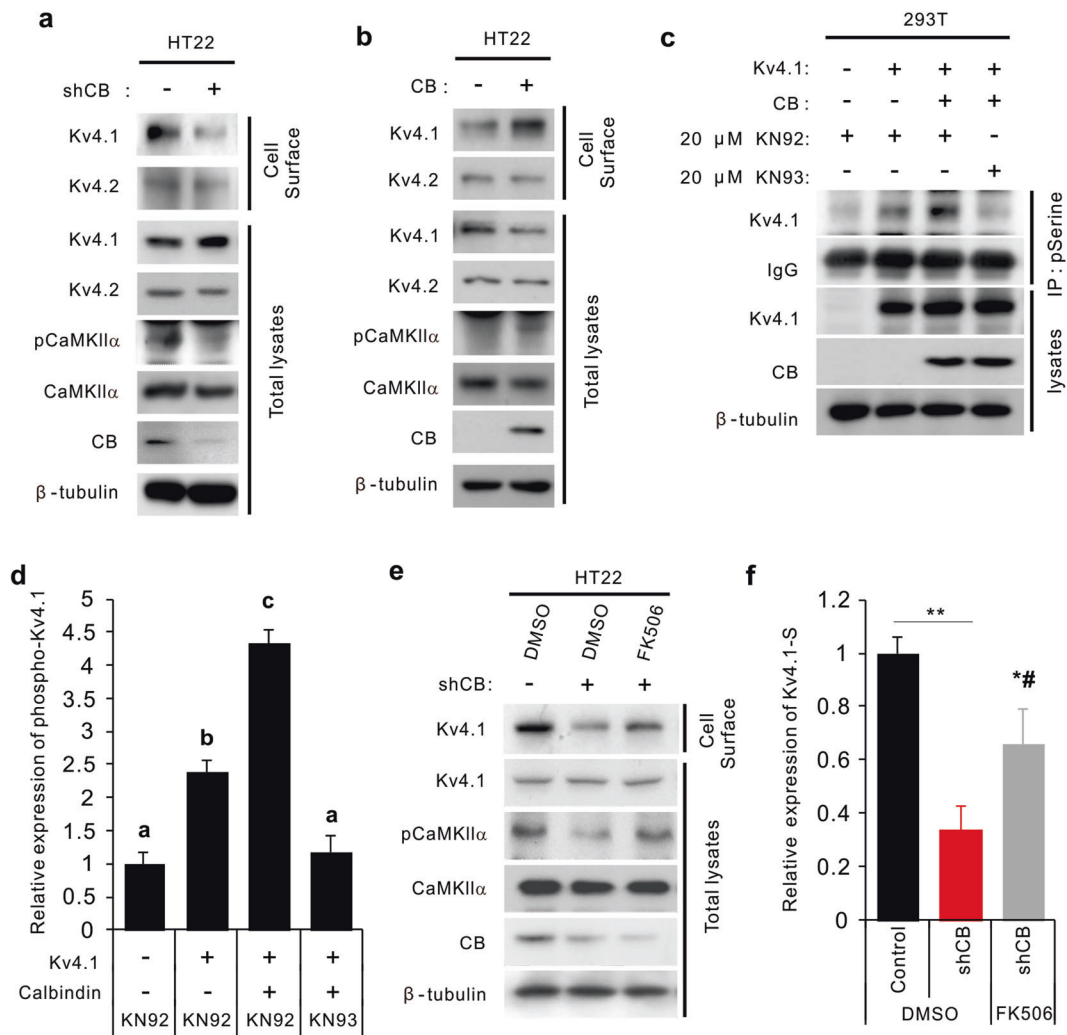 a
HT22
shCB : - +
Kv4.1
Kv4.2
Cell Surface
Kv4.1
Kv4.2
pCaMKIIα
CaMKIIα
CB
β-tubulin
Total lysates
b
HT22
CB : - +
Kv4.1
Kv4.2
Cell Surface
Kv4.1
Kv4.2
pCaMKIIα
CaMKIIα
CB
β-tubulin
Total lysates
c
293T
Kv4.1: - + + +
CB : - - + +
20 μM KN92: + + + -
20 μM KN93: - - - +
Kv4.1
IgG
IP : pSerine
Kv4.1
CB
β-tubulin
lysates
d
Relative expression of phospho-Kv4.1
5
4.5
4
3.5
3
2.5
2
1.5
1
0.5
0
a
b
c
a
Kv4.1 - + + +
Calbindin - - + +
KN92 KN92 KN92 KN93
e
HT22
DMSO DMSO FK506
shCB: - + +
Kv4.1
Cell Surface
Kv4.1
pCaMKIIα
CaMKIIα
CB
β-tubulin
Total lysates
f
Relative expression of Kv4.1-S
1.2
1
0.8
0.6
0.4
0.2
0
**
*#
Control shCB shCB
DMSO FK506